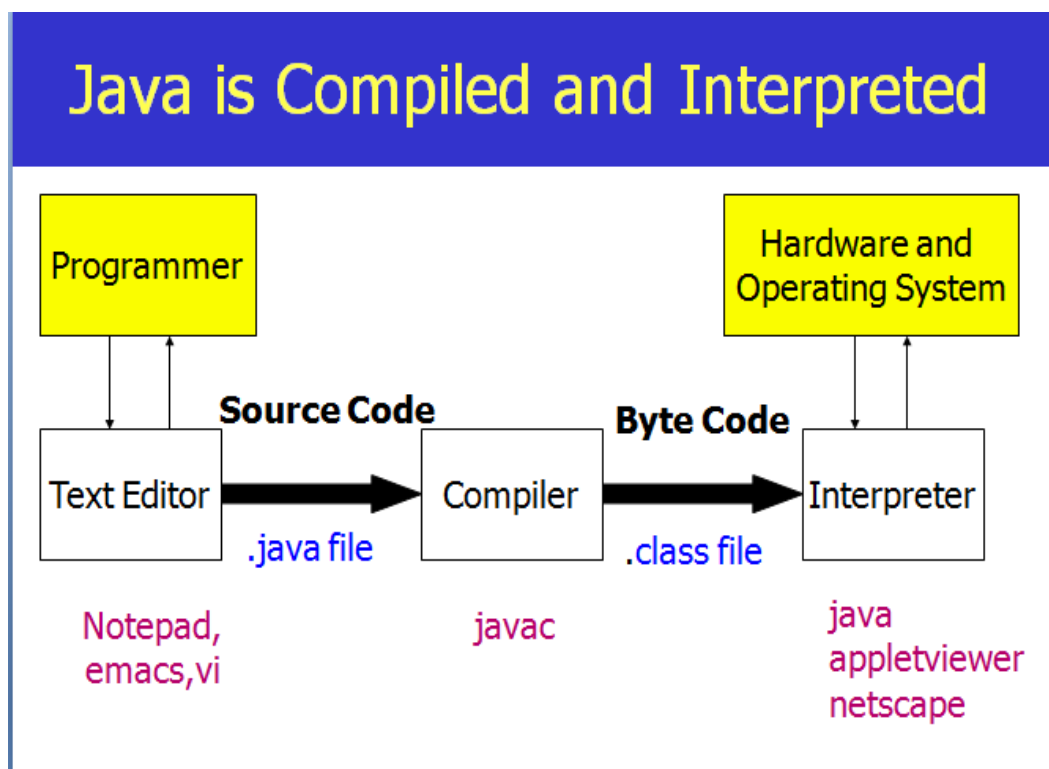 Java is Compiled and Interpreted
Programmer
Hardware and
Operating System
Source Code
Byte Code
Text Editor
Compiler
Interpreter
.java file
.class file
Notepad,
emacs,vi
javac
java
appletviewer
netscape